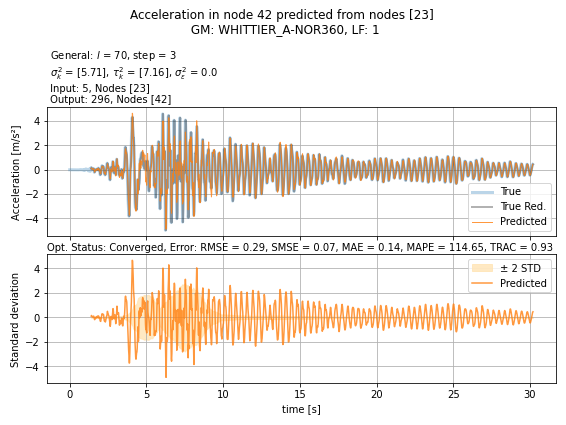 Acceleration in node 42 predicted from nodes [23]
GM: WHITTIER_A-NOR360, LF: 1
General: l = 70, step = 3
σ²ₖ = [5.71], τ²ₖ = [7.16], σ²ε = 0.0
Input: 5, Nodes [23]
Output: 296, Nodes [42]
Acceleration [m/s²]
4
2
0
−2
−4
True
True Red.
Predicted
Opt. Status: Converged, Error: RMSE = 0.29, SMSE = 0.07, MAE = 0.14, MAPE = 114.65, TRAC = 0.93
Standard deviation
4
2
0
−2
−4
± 2 STD
Predicted
0 5 10 15 20 25 30
time [s]